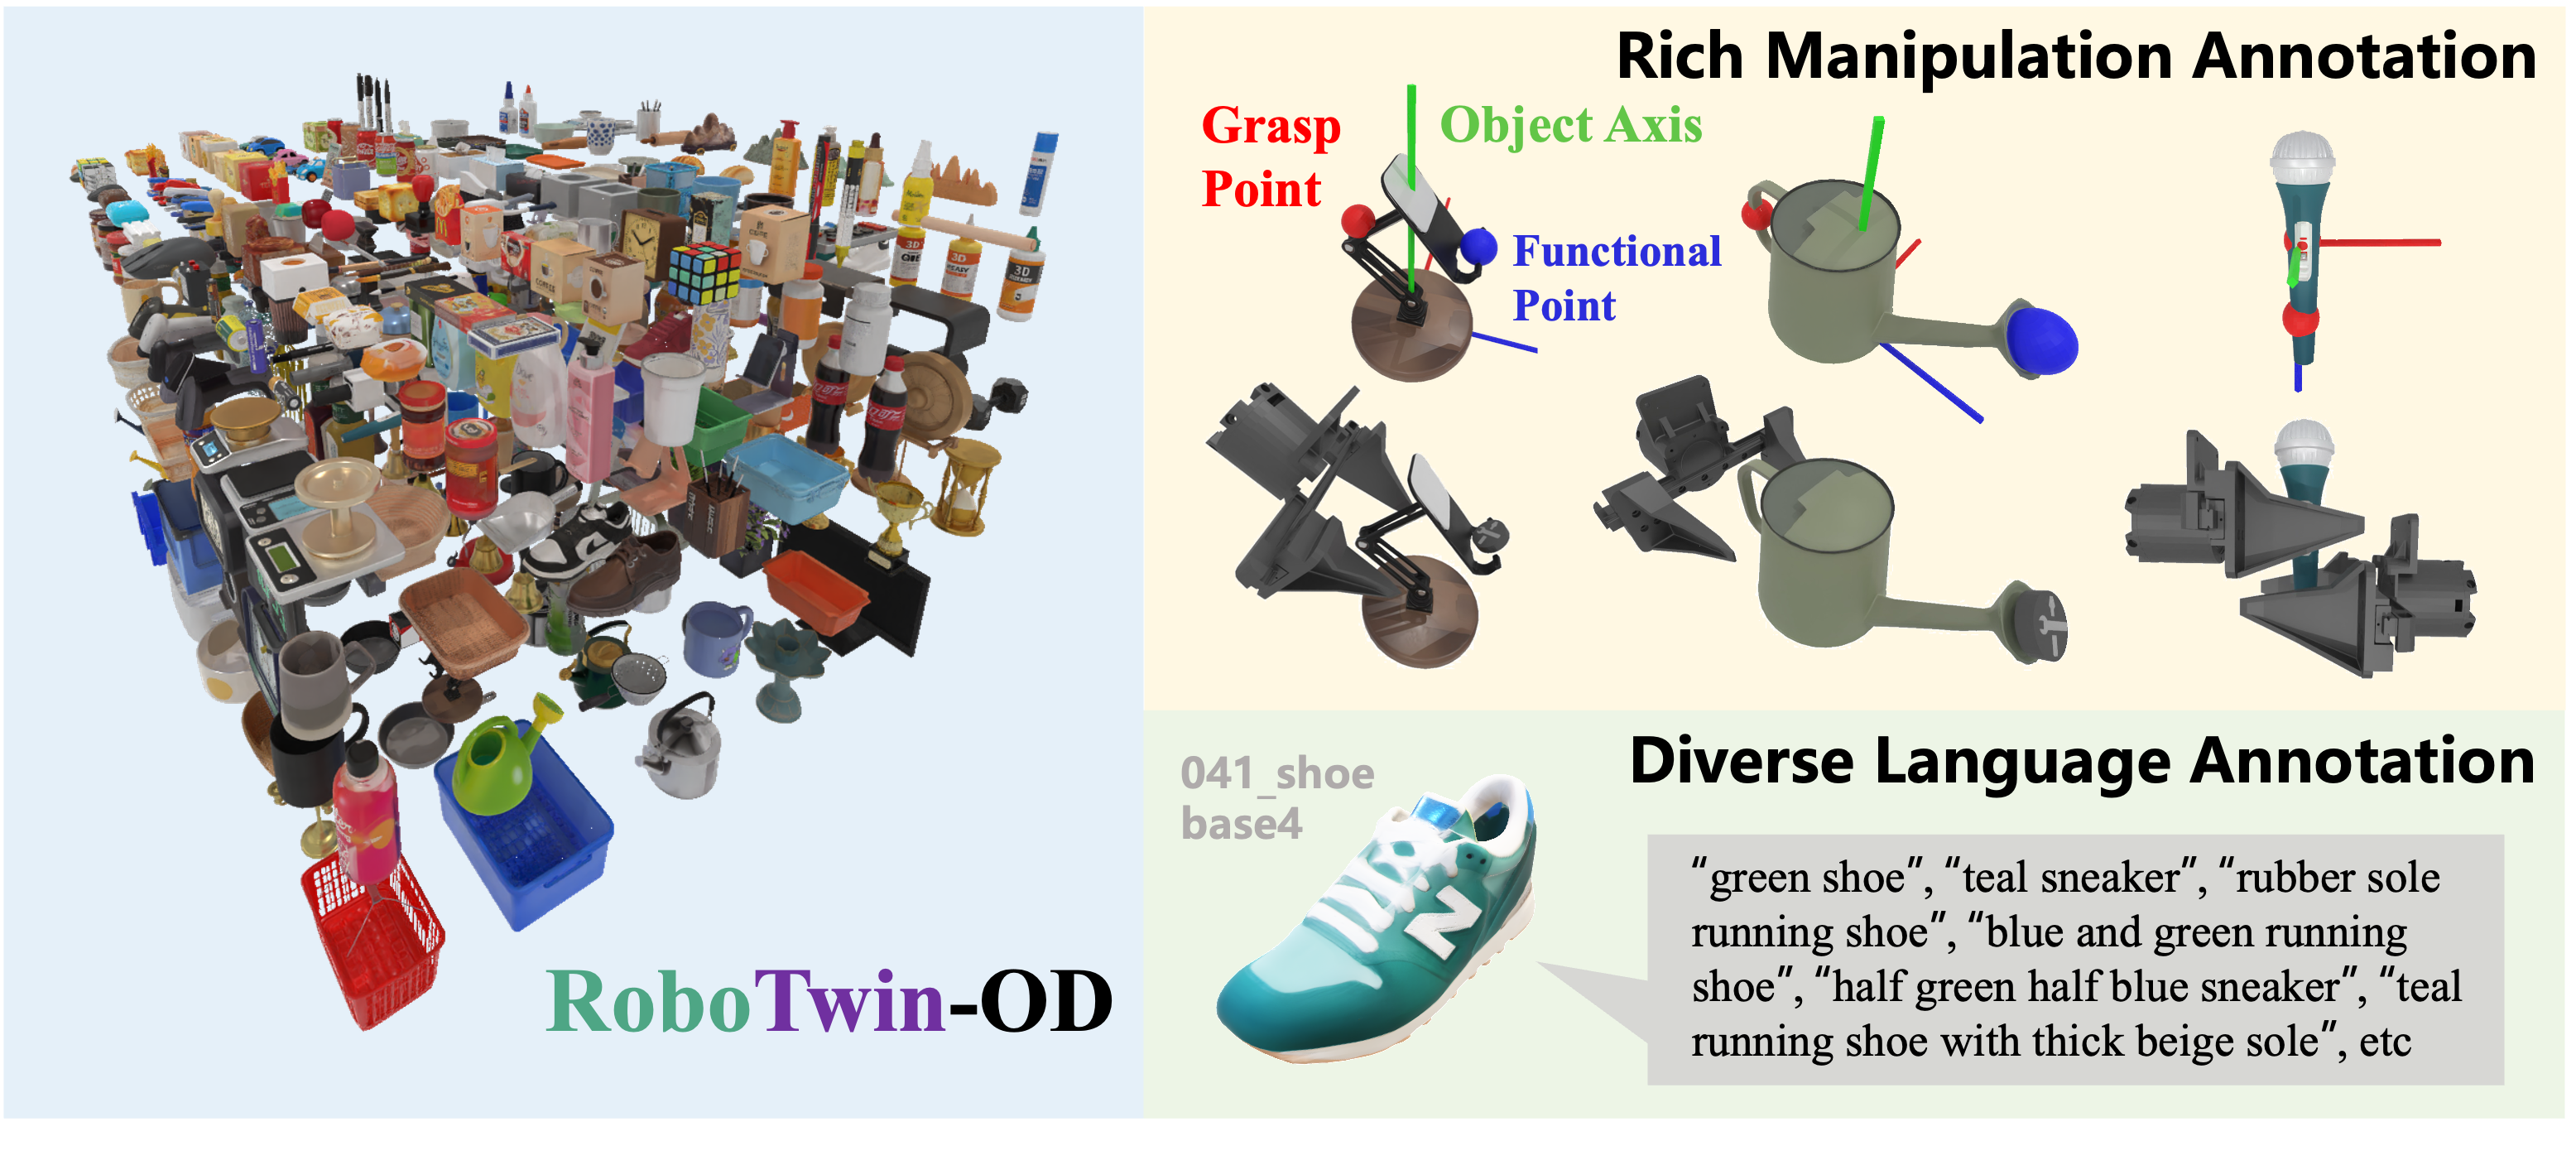 RoboTwin-OD
Rich Manipulation Annotation
Grasp
Point
Object Axis
Functional
Point
Diverse Language Annotation
041_shoe
base4
N
“green shoe”, “teal sneaker”, “rubber sole
running shoe”, “blue and green running
shoe”, “half green half blue sneaker”, “teal
running shoe with thick beige sole”, etc